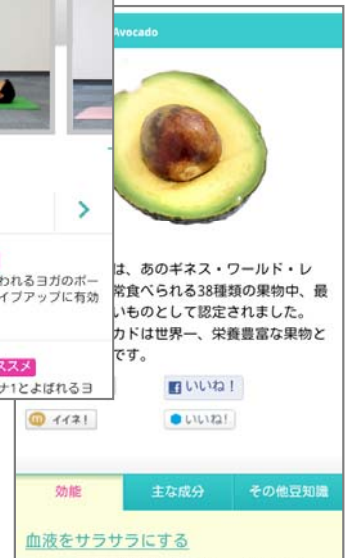 Avocado
われるヨガのポー
イプアップに有効
ススメ
ナ1とよばれるヨ
は、あのギネス・ワールド・レ
常食べられる38種類の果物中、最
いものとして認定されました。
カドは世界一、栄養豊富な果物と
です。
いいね！
イイネ！
いいね！
効能
主な成分
その他豆知識
血液をサラサラにする